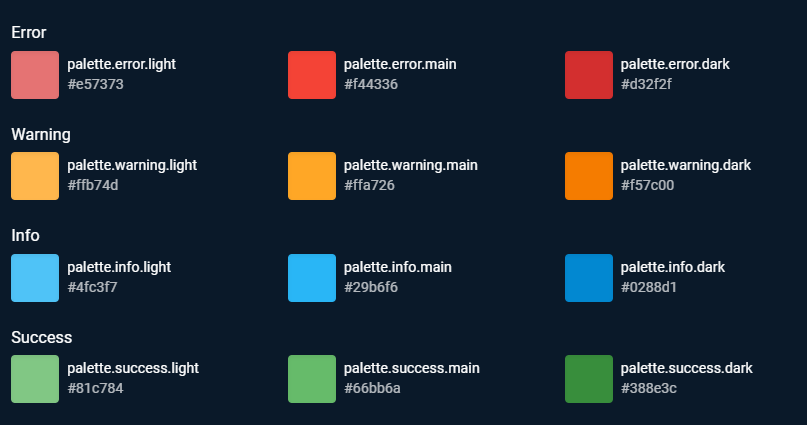 Error
palette.error.light
#e57373
palette.error.main
#f44336
palette.error.dark
#d32f2f
Warning
palette.warning.light
#ffb74d
palette.warning.main
#ffa726
palette.warning.dark
#f57c00
Info
palette.info.light
#4fc3f7
palette.info.main
#29b6f6
palette.info.dark
#0288d1
Success
palette.success.light
#81c784
palette.success.main
#66bb6a
palette.success.dark
#388e3c